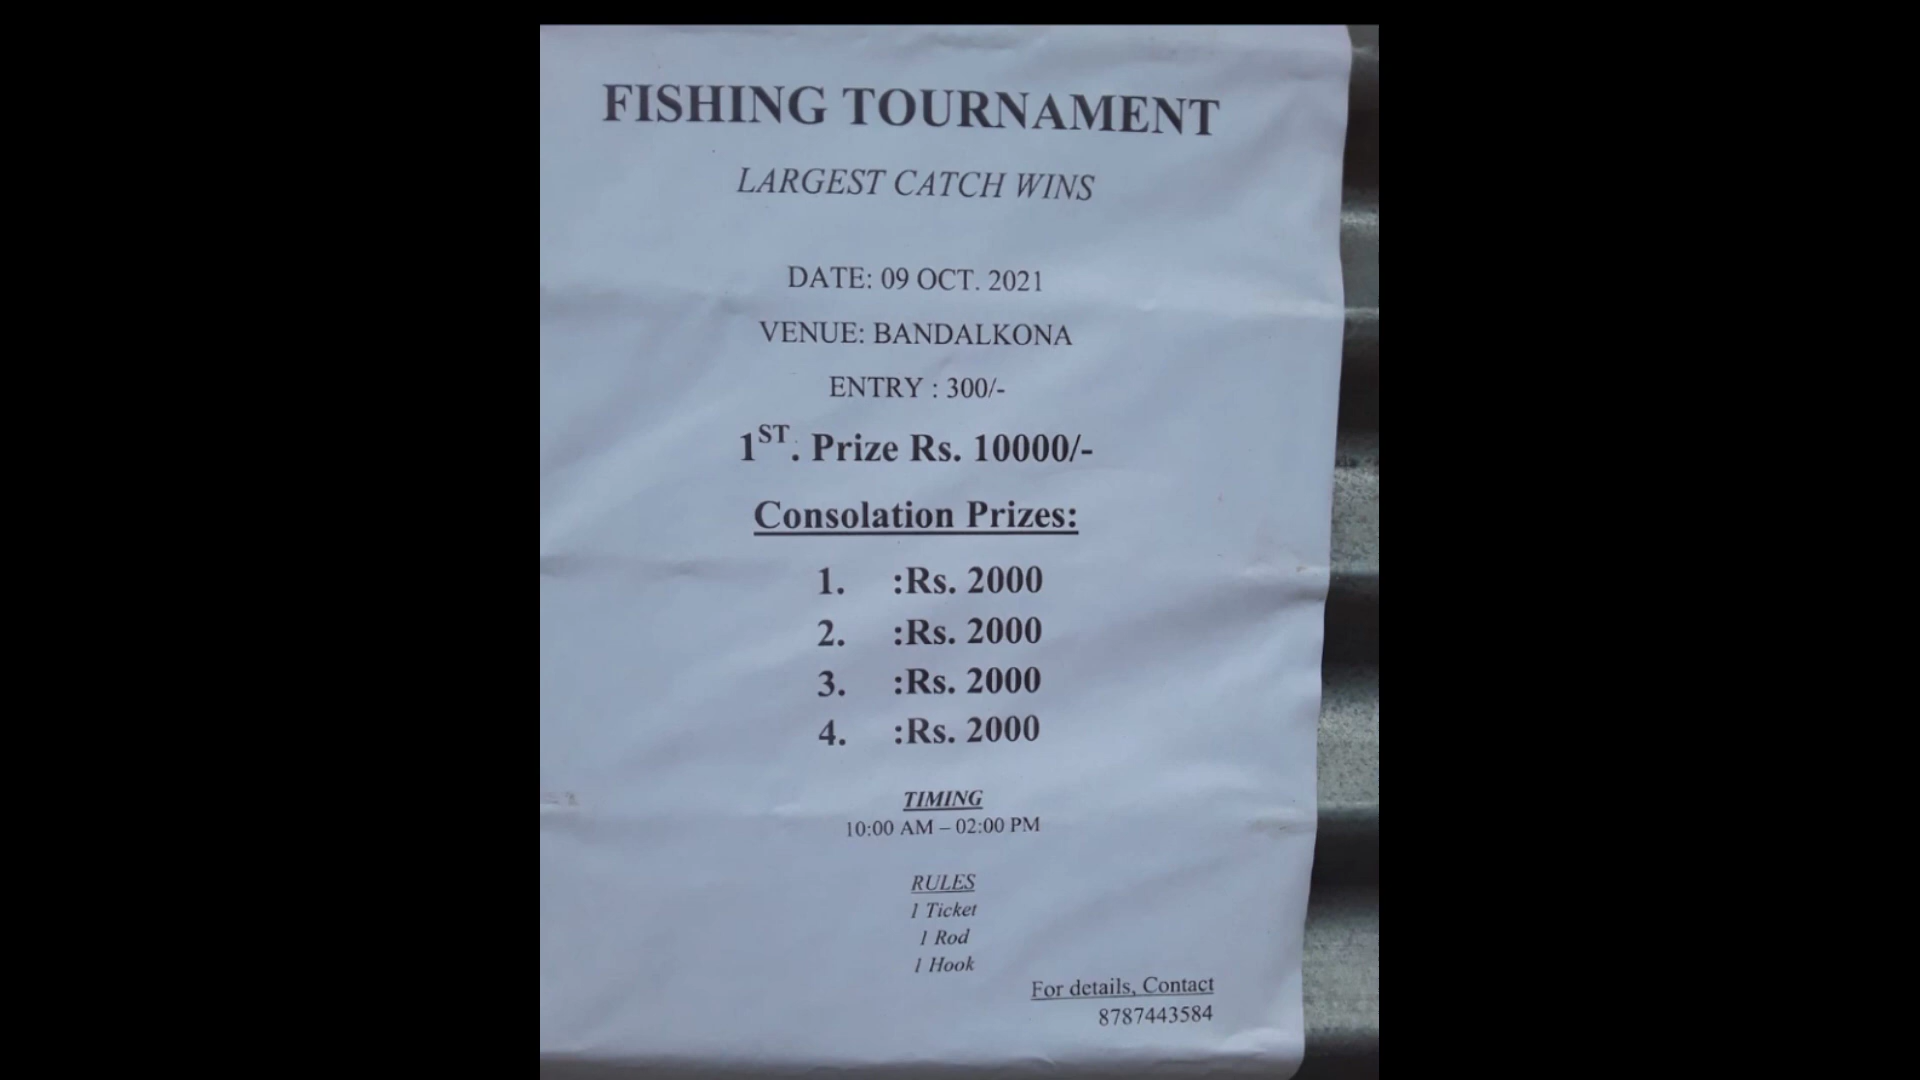 FISHING TOURNAMENT
LARGEST CATCH WINS
DATE: 09 OCT. 2021
VENUE: BANDALKONA
ENTRY : 300/-
1ST. Prize Rs. 10000/-
Consolation Prizes:
1. :Rs. 2000
2. :Rs. 2000
3. :Rs. 2000
4. :Rs. 2000
TIMING
10:00 AM – 02:00 PM
RULES
1 Ticket
1 Rod
1 Hook
For details, Contact
8787443584